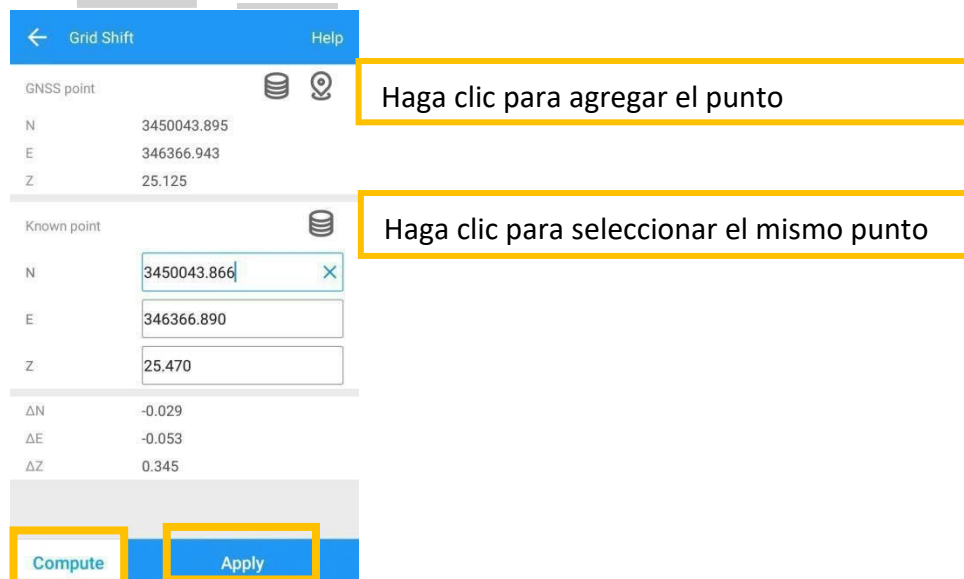 Grid Shift Help
GNSS point
Haga clic para agregar el punto
N 3450043.895
E 346366.943
Z 25.125
Known point
Haga clic para seleccionar el mismo punto
N 3450043.866
E 346366.890
Z 25.470
ΔN -0.029
ΔE -0.053
ΔZ 0.345
Compute Apply